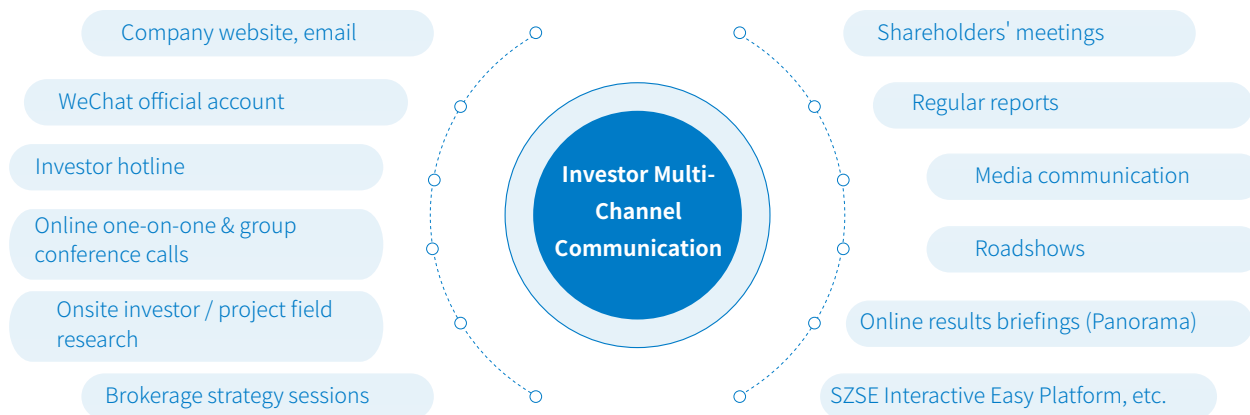 Company website, email
WeChat official account
Investor hotline
Online one-on-one & group
conference calls
Onsite investor / project field
research
Brokerage strategy sessions
Investor Multi-
Channel
Communication
Shareholders' meetings
Regular reports
Media communication
Roadshows
Online results briefings (Panorama)
SZSE Interactive Easy Platform, etc.